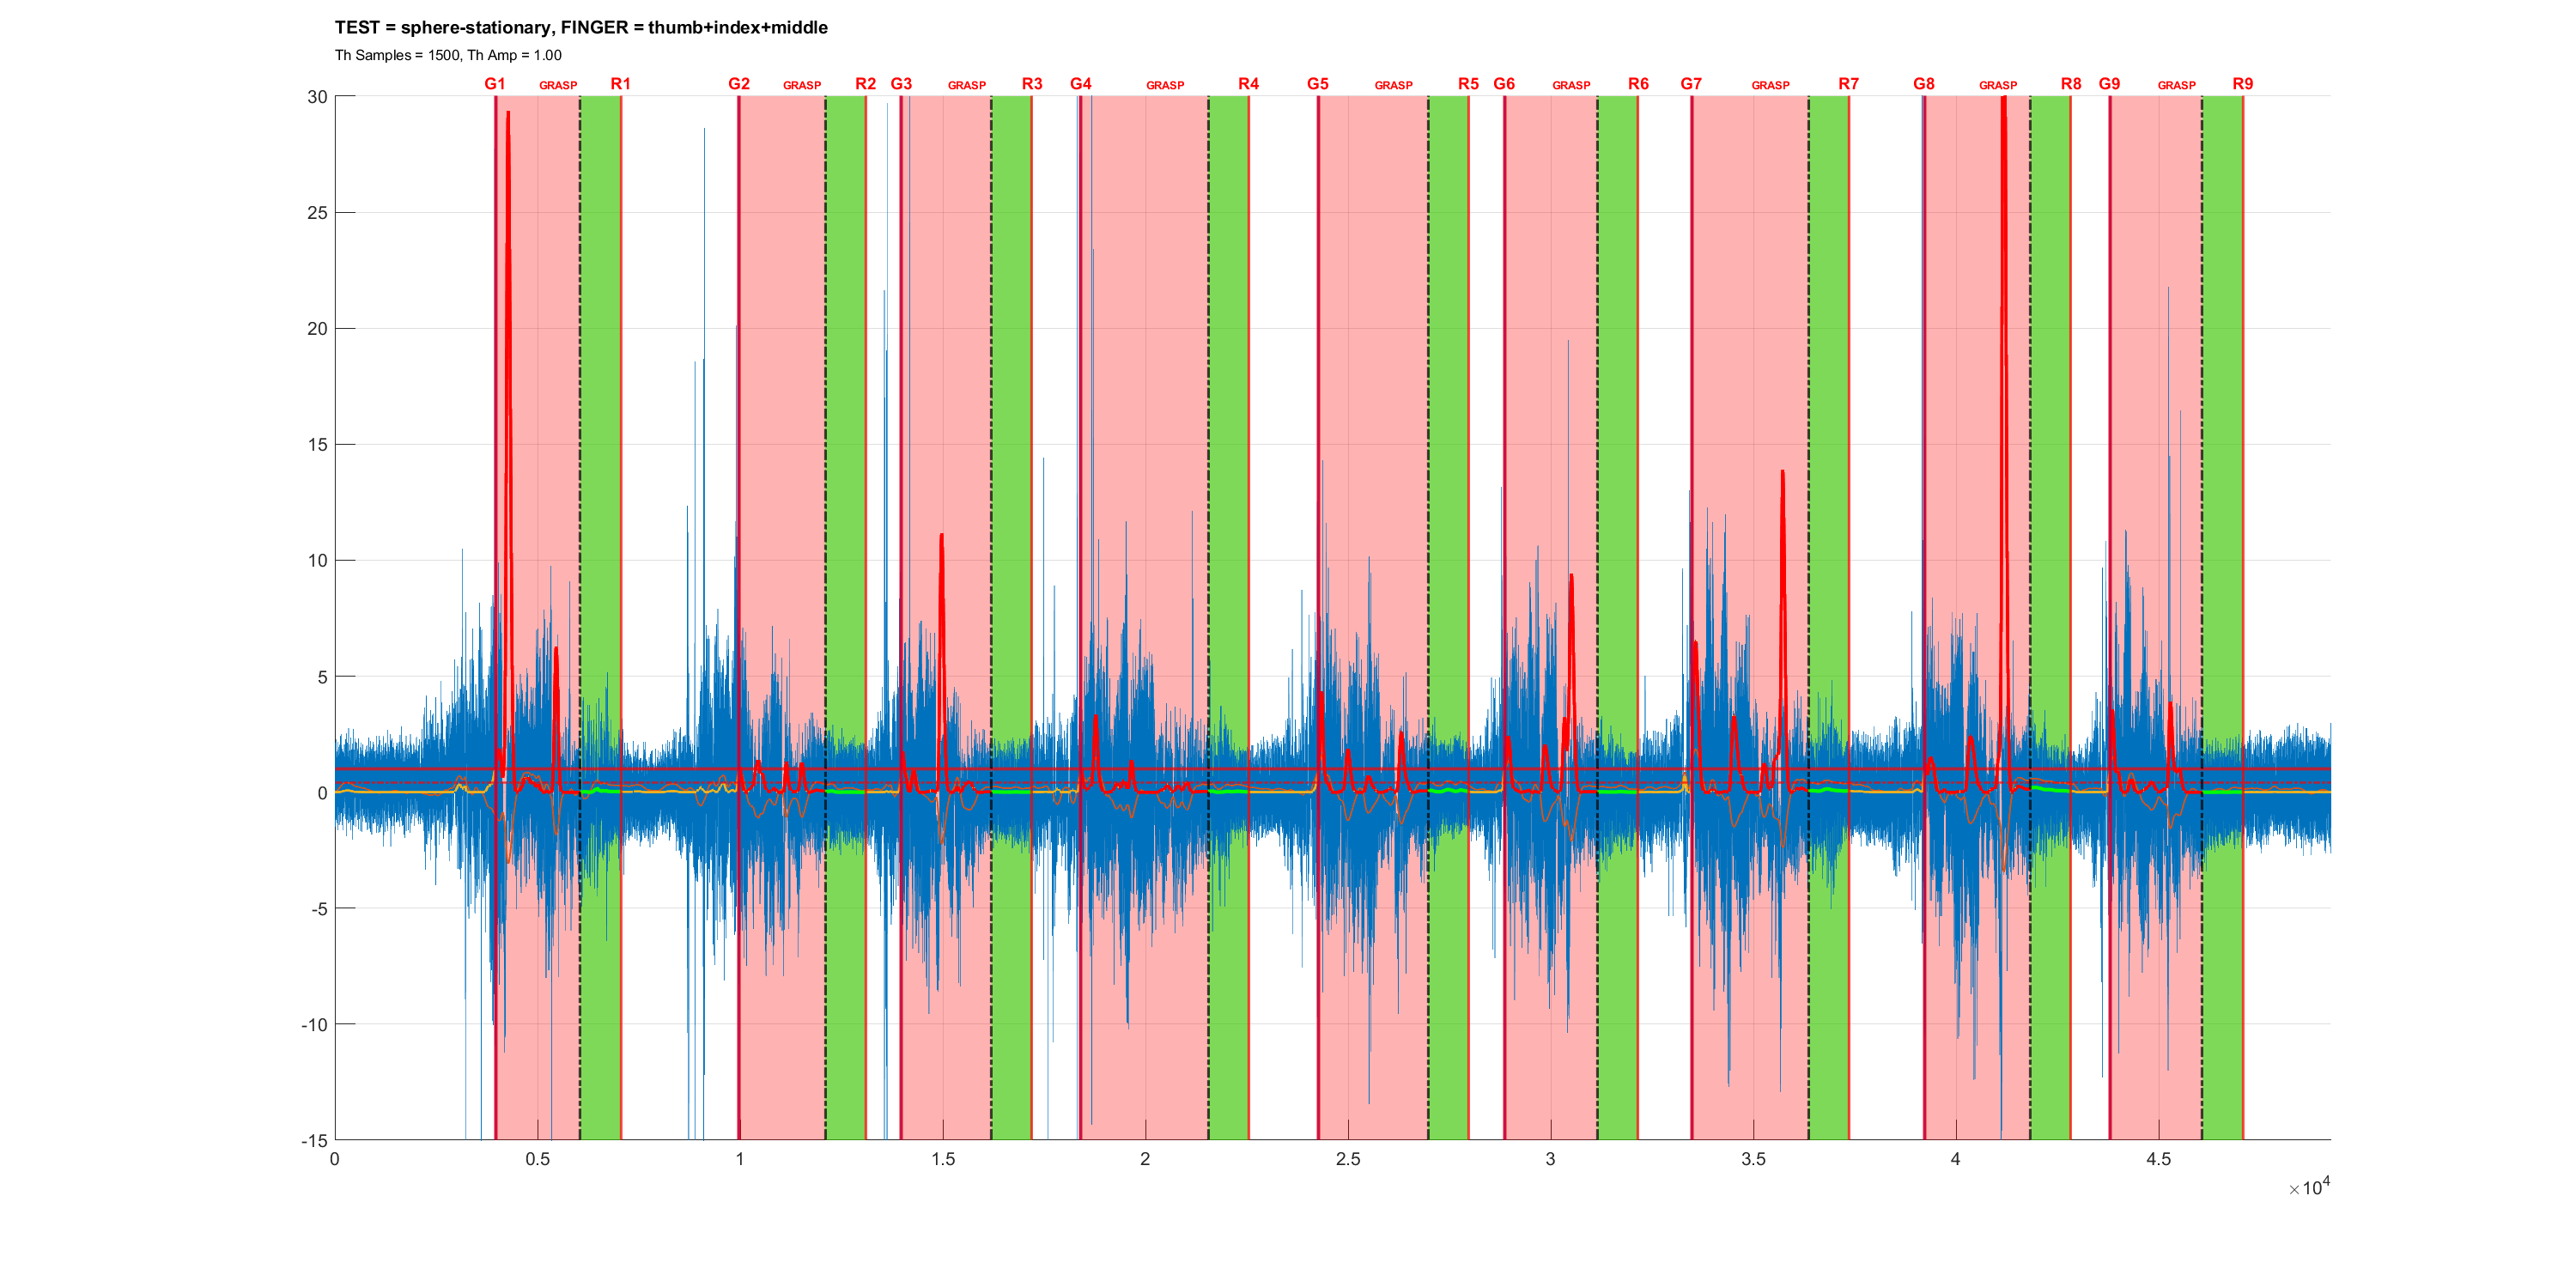 TEST = sphere-stationary, FINGER = thumb+index+middle
Th Samples = 1500, Th Amp = 1.00
G1 GRASP R1 G2 GRASP R2 G3 GRASP R3 G4 GRASP R4 G5 GRASP R5 G6 GRASP R6 G7 GRASP R7 G8 GRASP R8 G9 GRASP R9
30
25
20
15
10
5
0
-5
-10
-15
0 0.5 1 1.5 2 2.5 3 3.5 4 4.5
×10⁴